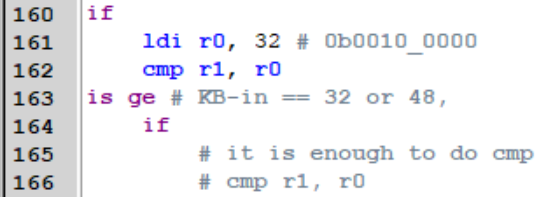 160 if
161 ldi r0, 32 # 0b0010_0000
162 cmp r1, r0
163 is ge # KB-in == 32 or 48,
164 if
165 # it is enough to do cmp
166 # cmp r1, r0